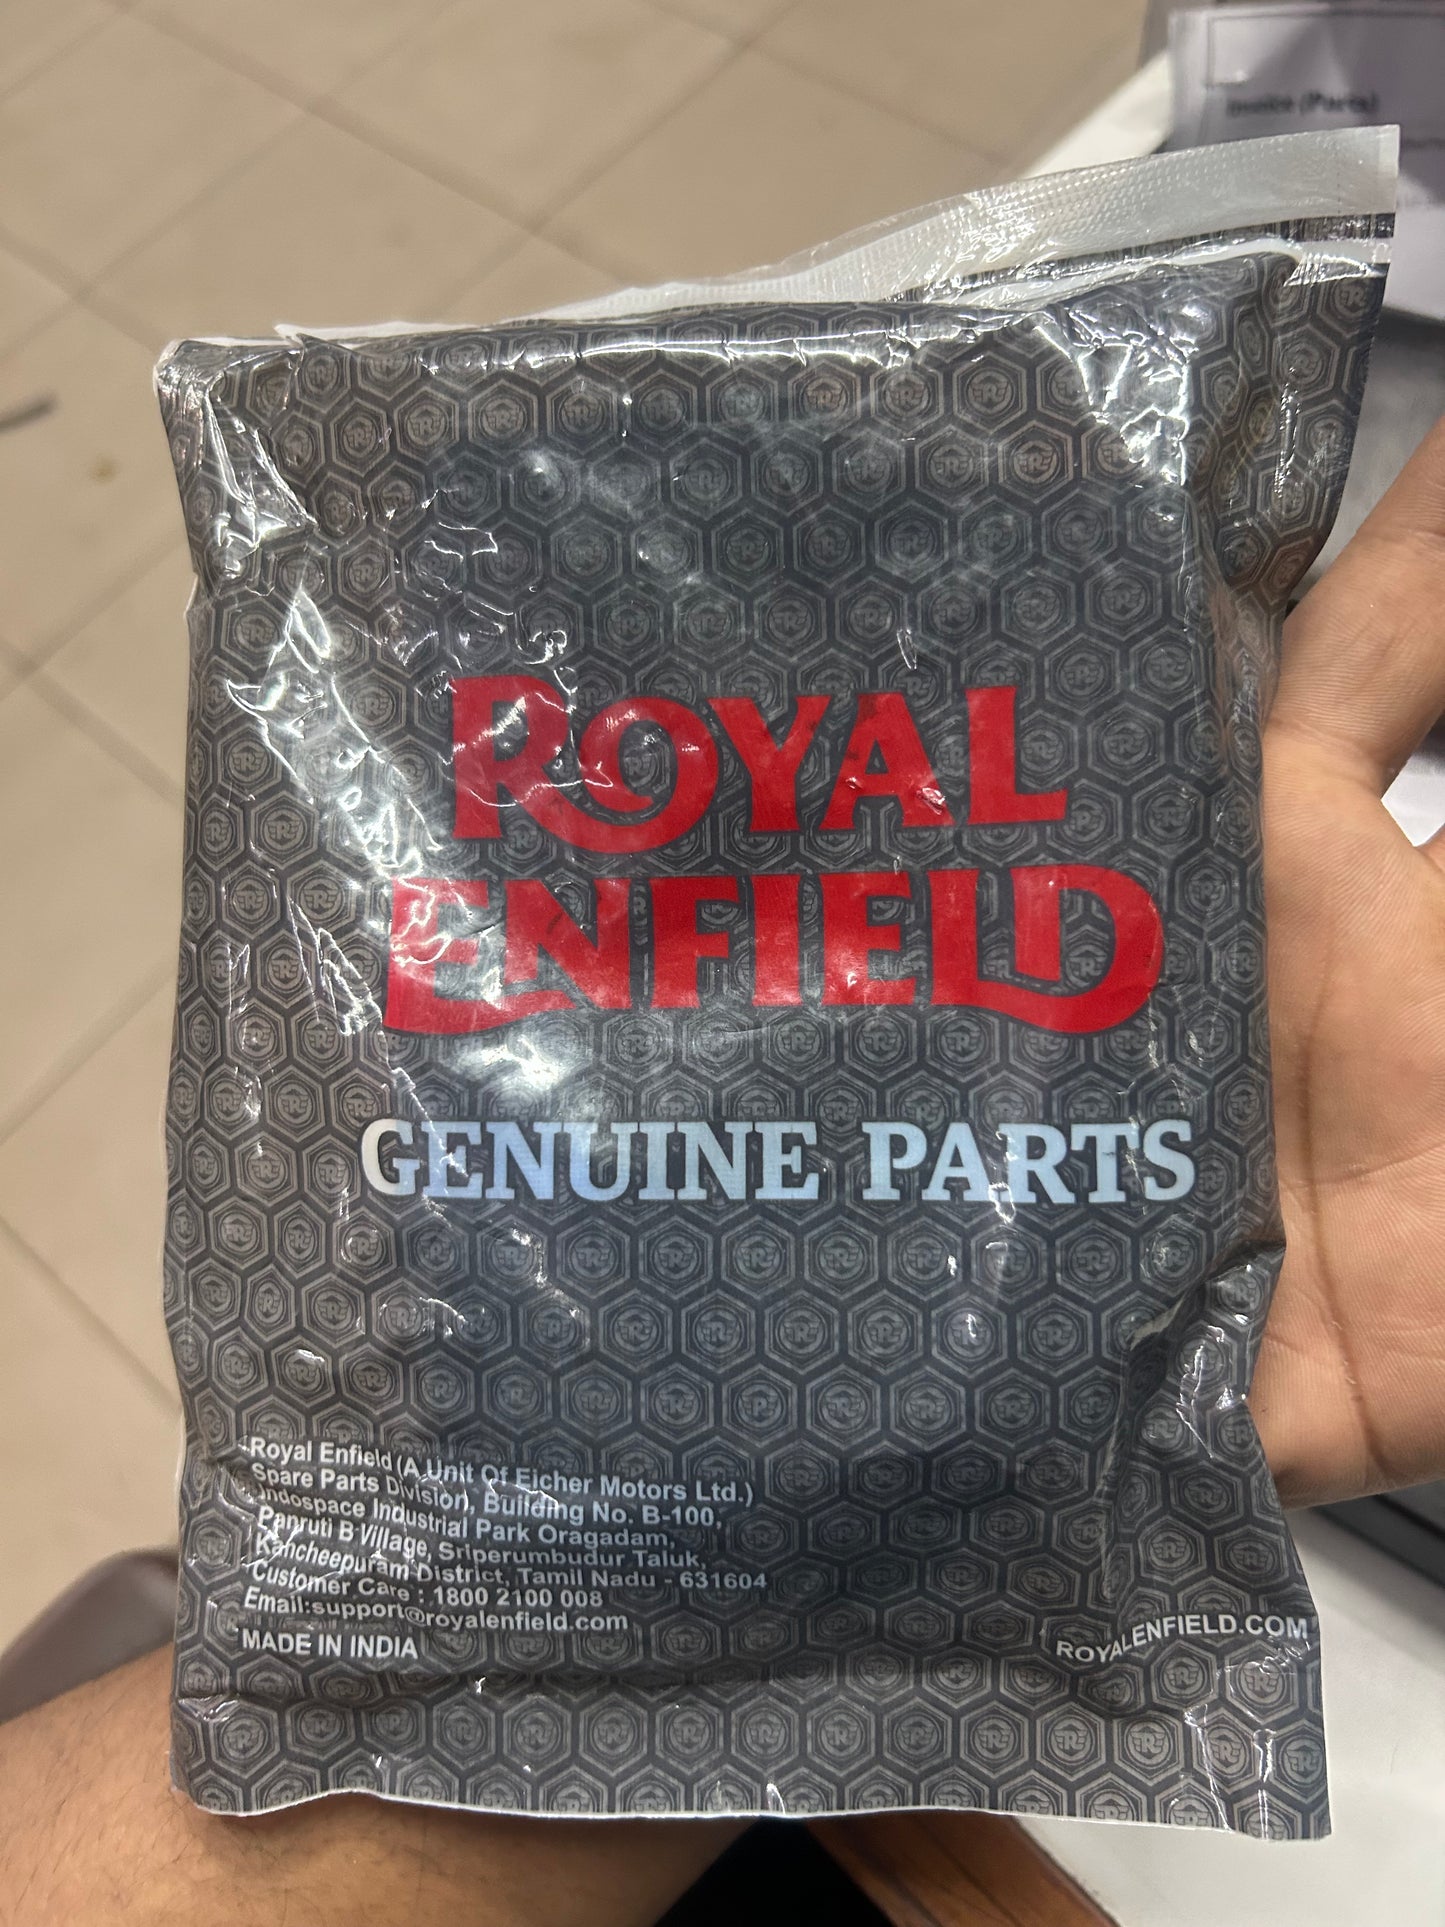 Invoice (Parts)
ROYAL
ENFIELD
GENUINE PARTS
Royal Enfield (A Unit Of Eicher Motors Ltd.)
Spare Parts Division, Building No. B-100,
Indospace Industrial Park Oragadam,
Panruti B Village, Sriperumbudur Taluk,
Kancheepuram District, Tamil Nadu - 631604
Customer Care : 1800 2100 008
Email:support@royalenfield.com
MADE IN INDIA
ROYALENFIELD.COM